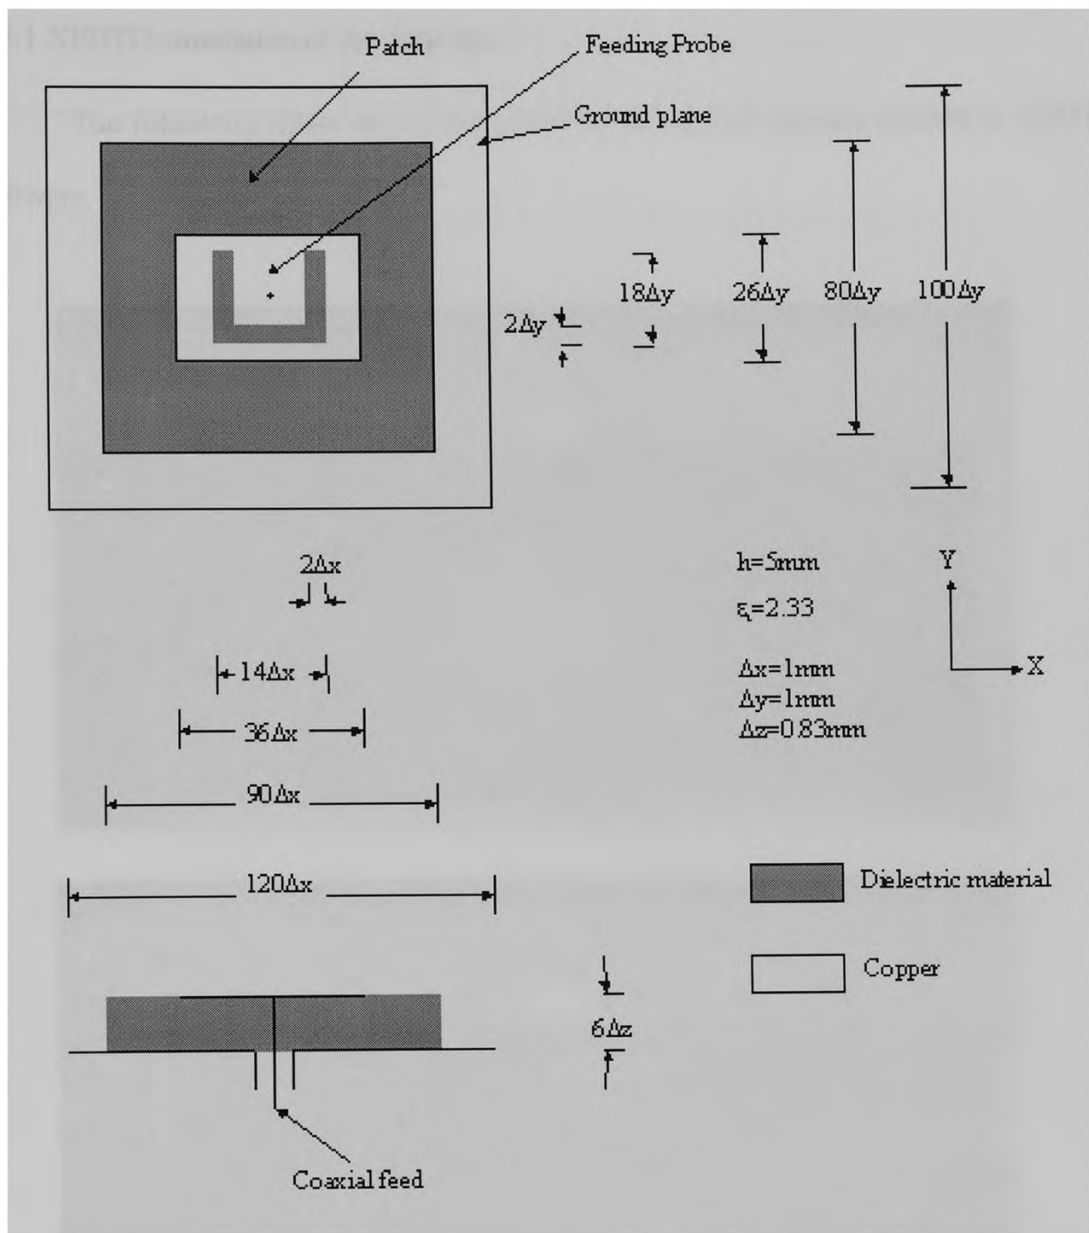 Patch
Feeding Probe
Ground plane
18Δy
26Δy
80Δy
100Δy
2Δy
2Δx
h=5mm
Y
εᵣ=2.33
14Δx
Δx=1mm
X
Δy=1mm
36Δx
Δz=0.83mm
90Δx
120Δx
Dielectric material
Copper
6Δz
Coaxial feed